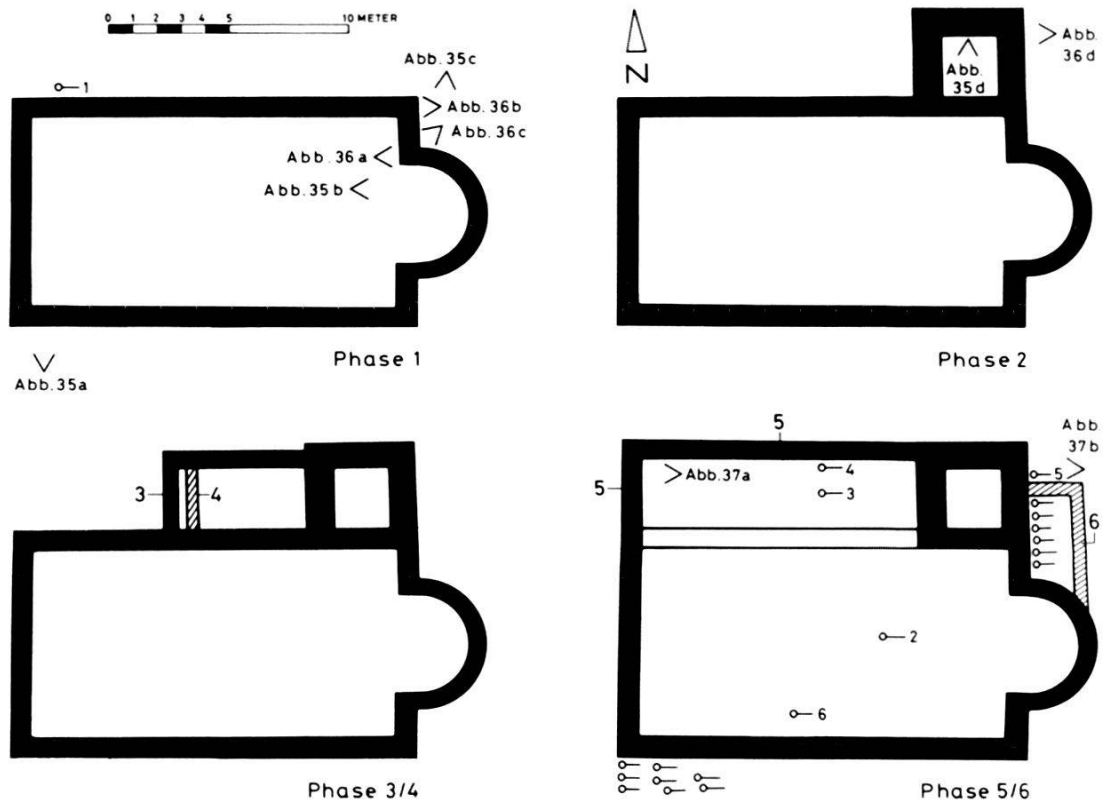 0 1 2 3 4 5 10 METER
Abb. 35c
1
Abb. 36b
Abb. 36c
Abb. 36a
Abb. 35b
Phase 1
Abb. 35a
N
Abb.
36d
Abb.
35d
Phase 2
3
4
Phase 3/4
5
Abb
37b
Abb. 37a
4
5
5
3
6
2
6
Phase 5/6